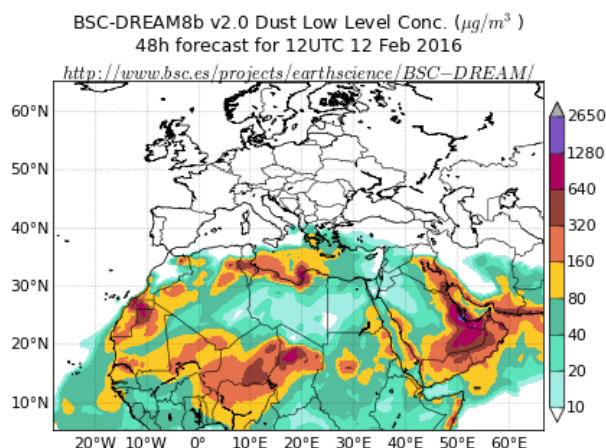 BSC-DREAM8b v2.0 Dust Low Level Conc. (μg/m³ )
48h forecast for 12UTC 12 Feb 2016
http://www.bsc.es/projects/earthscience/BSC−DREAM/
60°N
50°N
40°N
30°N
20°N
10°N
20°W 10°W 0° 10°E 20°E 30°E 40°E 50°E 60°E
2650
1280
640
320
160
80
40
20
10